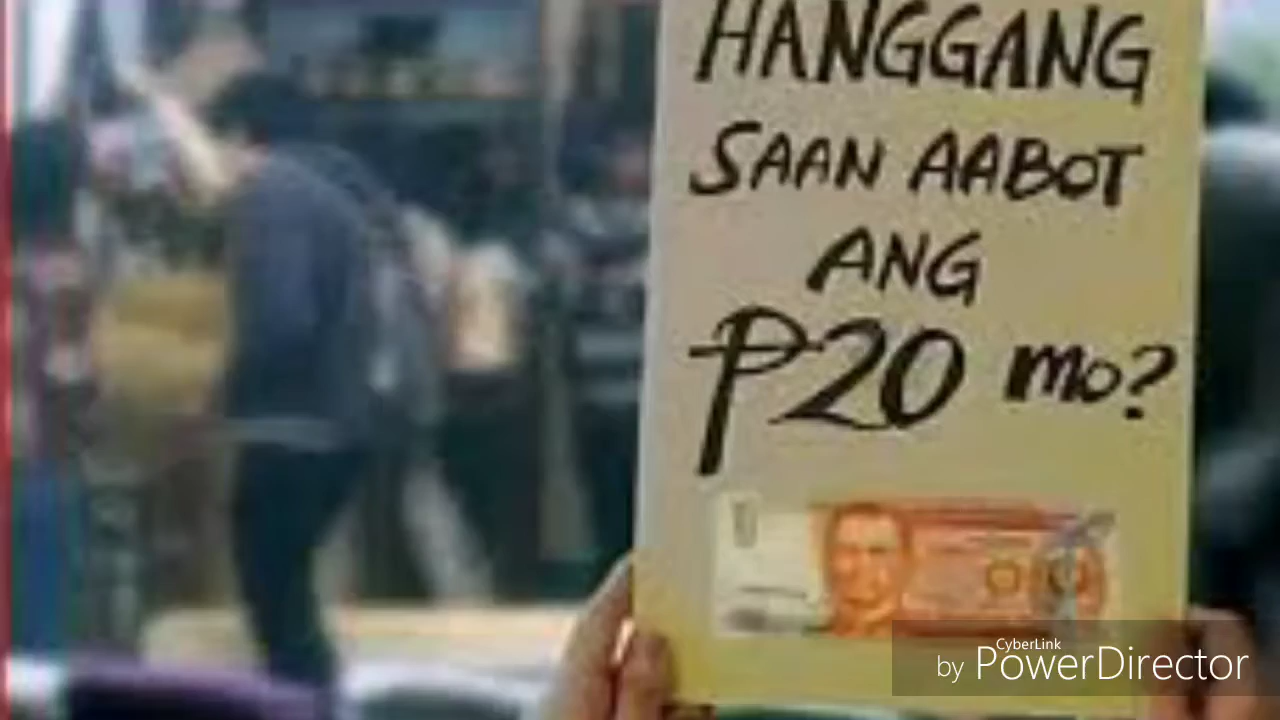 HANGGANG
SAAN AABOT
ANG
₱20 mo?
CyberLink
by PowerDirector